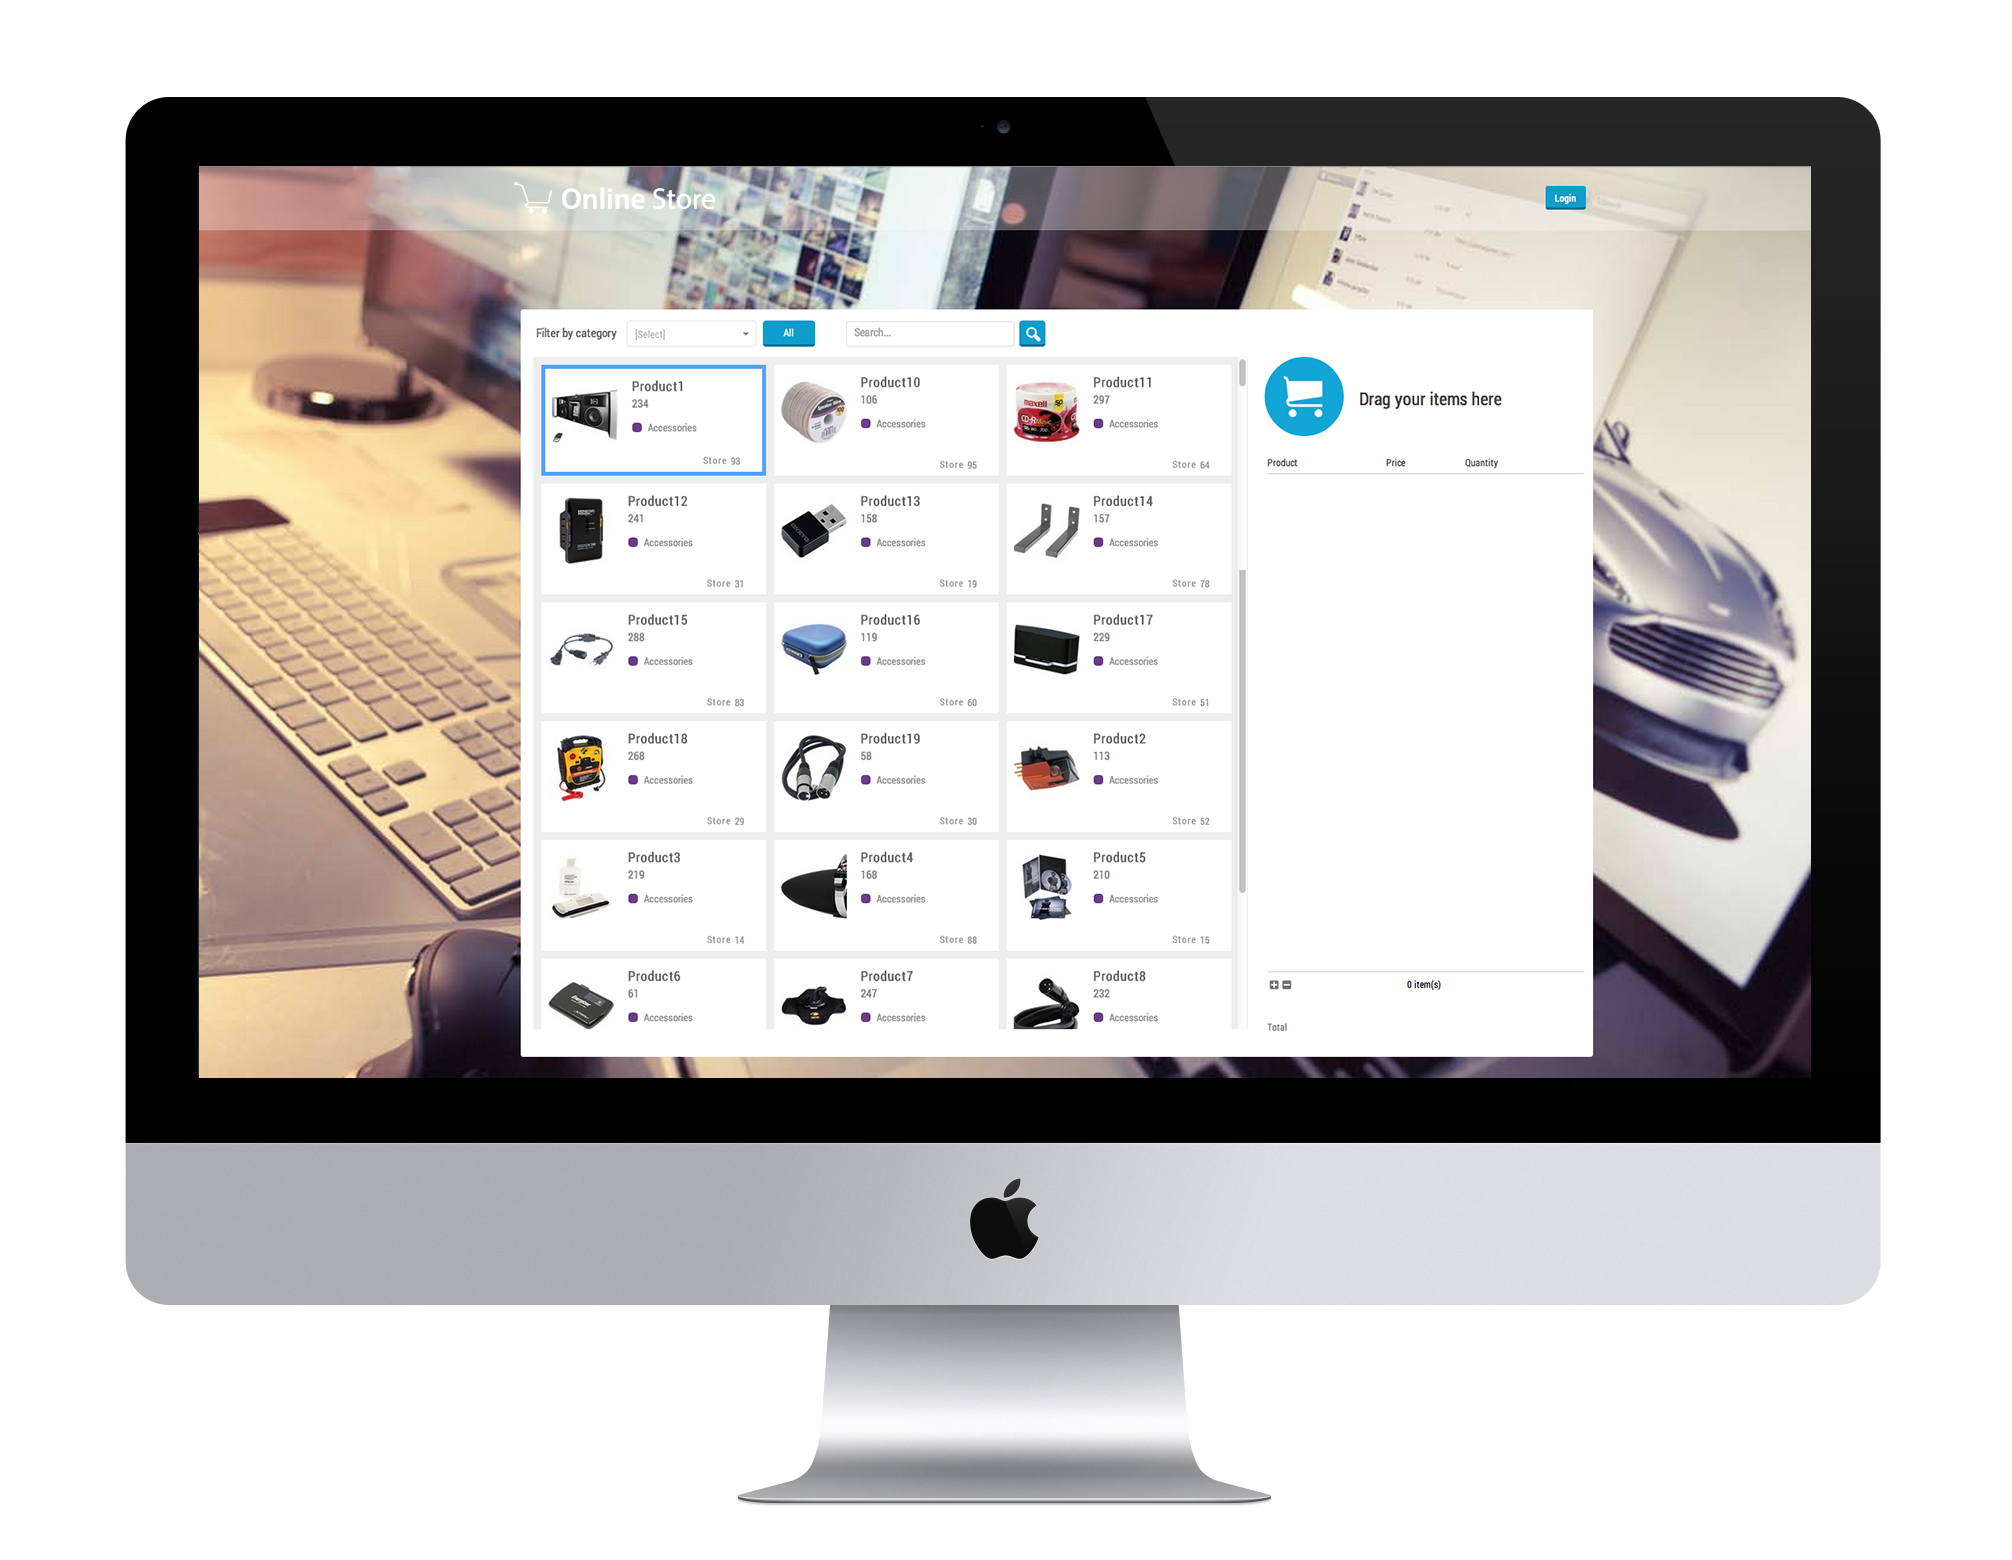 Online Store
Login
Filter by category
[Select]
All
Search...
Product1
234
Accessories
Store 93
Product10
106
Accessories
Store 95
Product11
297
Accessories
Store 64
Product12
241
Accessories
Store 31
Product13
158
Accessories
Store 19
Product14
157
Accessories
Store 78
Product15
288
Accessories
Store 83
Product16
119
Accessories
Store 60
Product17
229
Accessories
Store 51
Product18
268
Accessories
Store 29
Product19
58
Accessories
Store 30
Product2
113
Accessories
Store 52
Product3
219
Accessories
Store 14
Product4
168
Accessories
Store 88
Product5
210
Accessories
Store 15
Product6
61
Accessories
Product7
247
Accessories
Product8
232
Accessories
maxell
CD-R
Drag your items here
Product Price Quantity
0 item(s)
Total